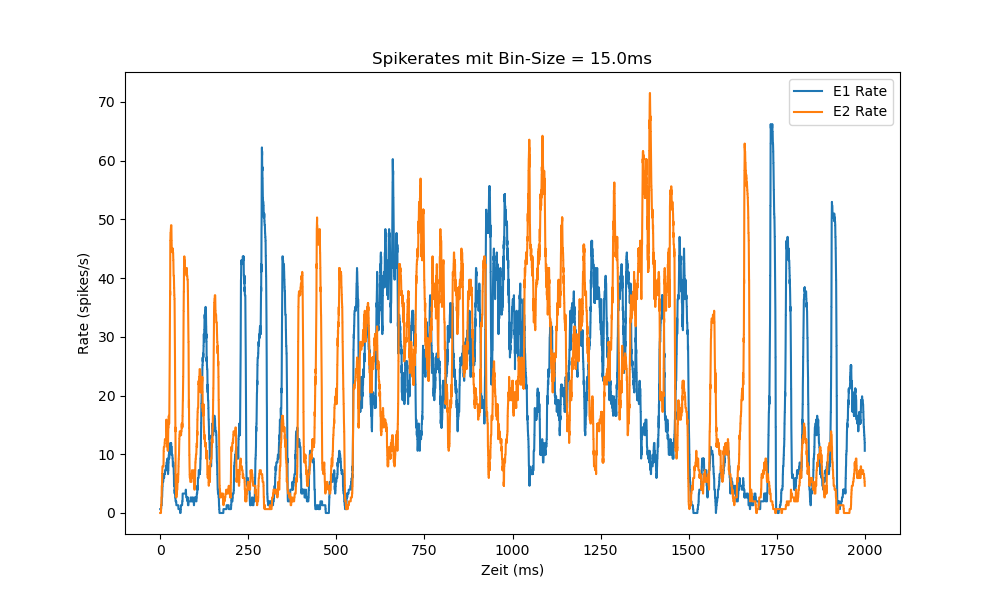 Spikerates mit Bin-Size = 15.0ms
E1 Rate
E2 Rate
Rate (spikes/s)
70
60
50
40
30
20
10
0
0 250 500 750 1000 1250 1500 1750 2000
Zeit (ms)